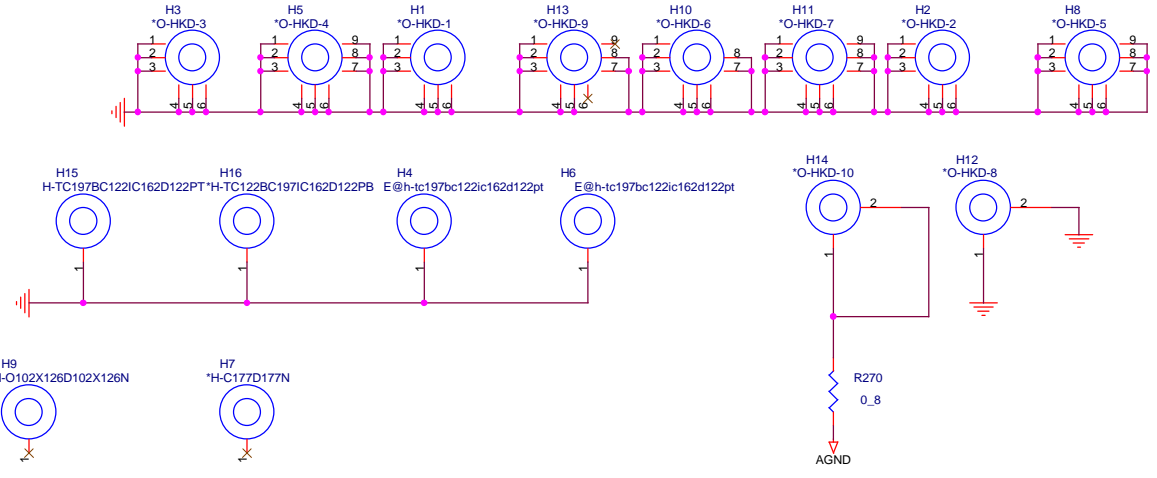 H3 H5 H1 H13 H10 H11 H2 H8
*O-HKD-3 *O-HKD-4 *O-HKD-1 *O-HKD-9 *O-HKD-6 *O-HKD-7 *O-HKD-2 *O-HKD-5
1 1 9 1 1 9 1 1 9 1 1 9
2 2 8 2 2 8 2 8 2 8 2 2 8
3 3 7 3 3 7 3 7 3 7 3 3 7
4 5 6 4 5 6 4 5 6 4 5 6 4 5 6 4 5 6 4 5 6 4 5 6
H15 H16 H4 H6 H14 H12
H-TC197BC122IC162D122PT *H-TC122BC197IC162D122PB E@h-tc197bc122ic162d122pt E@h-tc197bc122ic162d122pt *O-HKD-10 *O-HKD-8
2 2
1 1 1 1 1 1
H9 H7
-O102X126D102X126N *H-C177D177N
R270
0_8
1 1
AGND